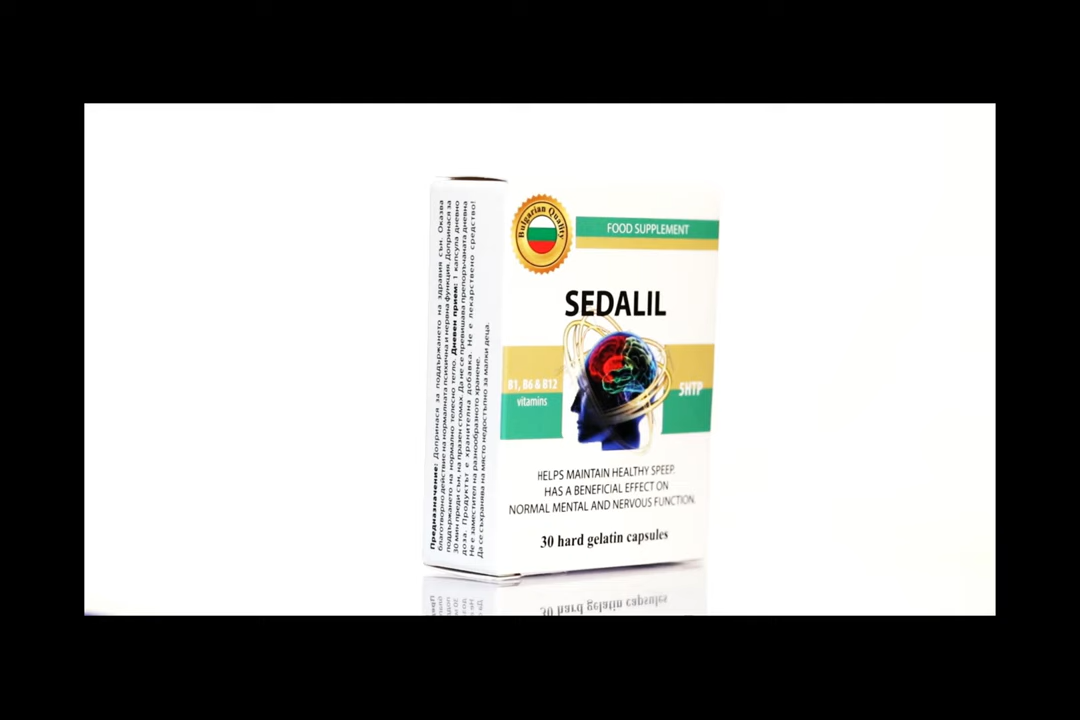 Предназначение: Допринася за поддържането на здравия сън. Оказва
благотворно действие на нормалната психична и нервна функции. Допринася за
поддържането на нормално телесно тегло. Дневен прием: 1 капсула дневно
30 мин преди сън, на празен стомах. Да не се превишава препоръчаната дневна
доза. Продуктът е хранителна добавка. Не е лекарствено средство!
Не е заместител на разнообразното хранене.
Да се съхранява на място недостъпно за малки деца.
Bulgarian Quality
FOOD SUPPLEMENT
SEDALIL
B1, B6 & B12
vitamins
5HTP
HELPS MAINTAIN HEALTHY SPEEP.
HAS A BENEFICIAL EFFECT ON
NORMAL MENTAL AND NERVOUS FUNCTION.
30 hard gelatin capsules